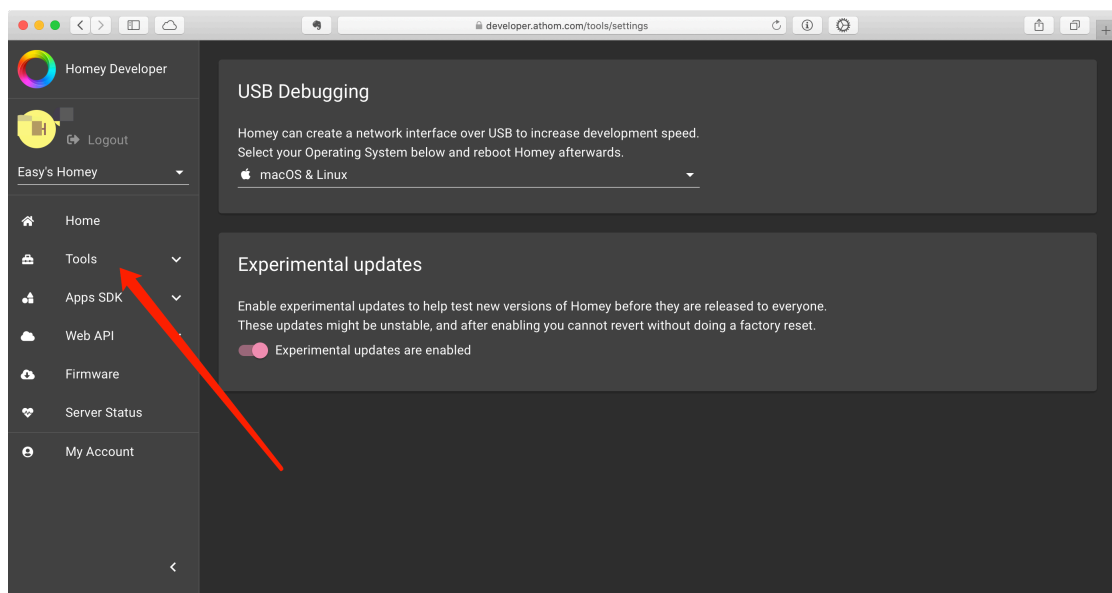 developer.athom.com/tools/settings
Homey Developer
Logout
Easy's Homey
Home
Tools
Apps SDK
Web API
Firmware
Server Status
My Account
USB Debugging
Homey can create a network interface over USB to increase development speed.
Select your Operating System below and reboot Homey afterwards.
macOS & Linux
Experimental updates
Enable experimental updates to help test new versions of Homey before they are released to everyone.
These updates might be unstable, and after enabling you cannot revert without doing a factory reset.
Experimental updates are enabled